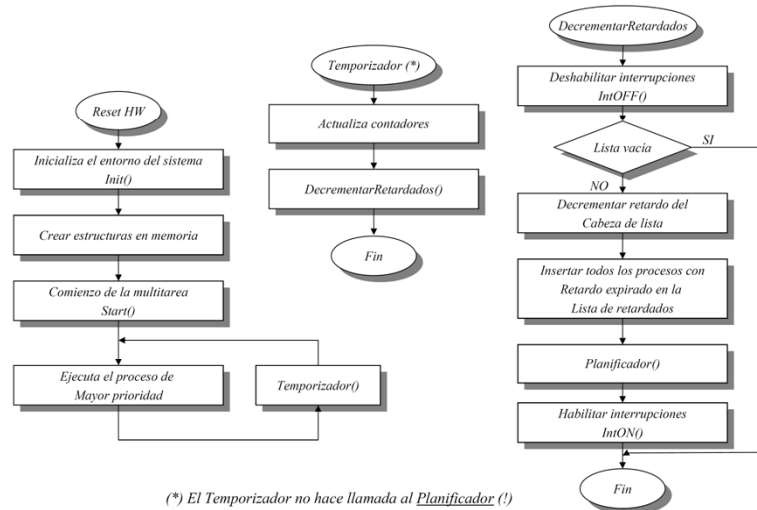 Reset HW
Inicializa el entorno del sistema
Init()
Crear estructuras en memoria
Comienzo de la multitarea
Start()
Ejecuta el proceso de
Mayor prioridad
Temporizador()
Temporizador (*)
Actualiza contadores
DecrementarRetardados()
Fin
DecrementarRetardados
Deshabilitar interrupciones
IntOFF()
Lista vacía
SI
NO
Decrementar retardo del
Cabeza de lista
Insertar todos los procesos con
Retardo expirado en la
Lista de retardados
Planificador()
Habilitar interrupciones
IntON()
Fin
(*) El Temporizador no hace llamada al Planificador (!)